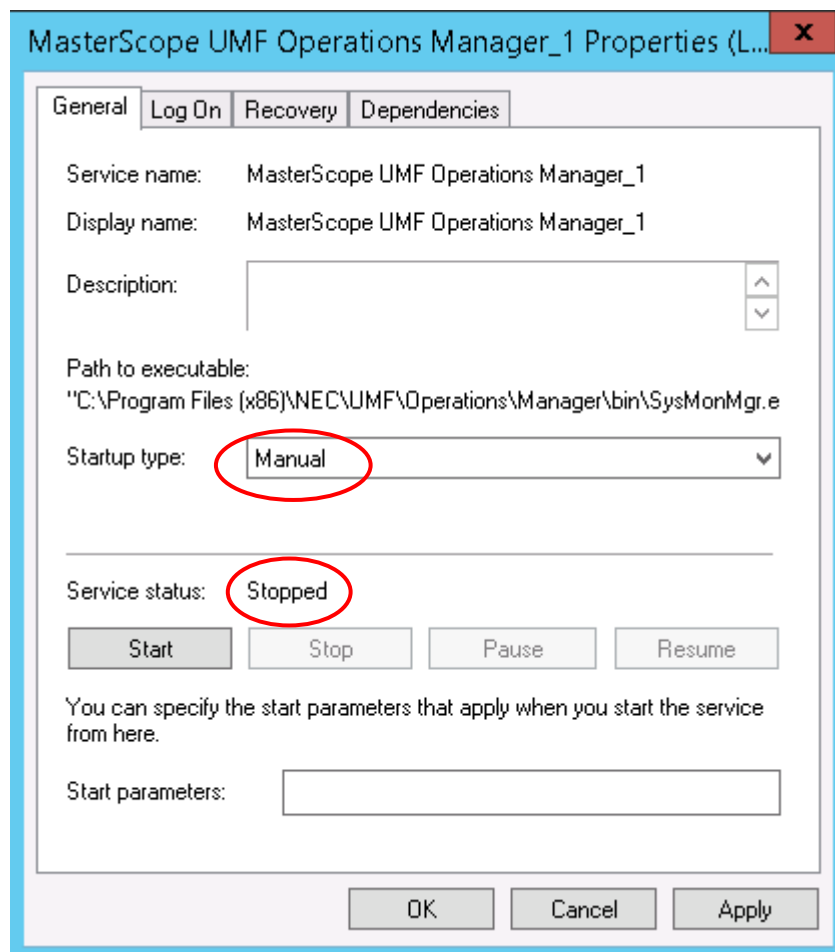 MasterScope UMF Operations Manager_1 Properties (L...
x
General Log On Recovery Dependencies
Service name: MasterScope UMF Operations Manager_1
Display name: MasterScope UMF Operations Manager_1
Description:
Path to executable:
"C:\Program Files (x86)\NEC\UMF\Operations\Manager\bin\SysMonMgr.e
Startup type: Manual
Service status: Stopped
Start Stop Pause Resume
You can specify the start parameters that apply when you start the service
from here.
Start parameters:
OK Cancel Apply